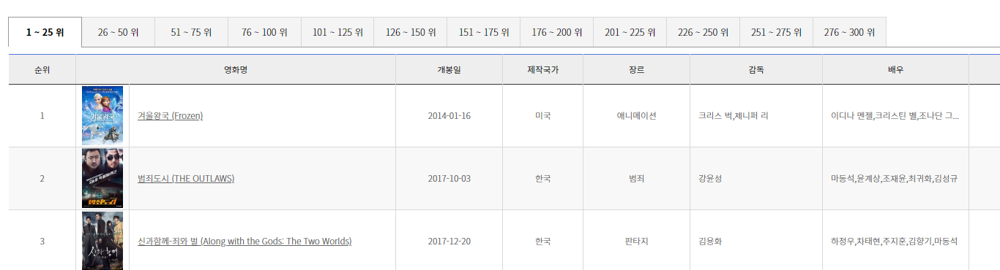 1 ~ 25 위
26 ~ 50 위
51 ~ 75 위
76 ~ 100 위
101 ~ 125 위
126 ~ 150 위
151 ~ 175 위
176 ~ 200 위
201 ~ 225 위
226 ~ 250 위
251 ~ 275 위
276 ~ 300 위
순위 영화명 개봉일 제작국가 장르 감독 배우
겨울왕국
1 겨울왕국 (Frozen) 2014-01-16 미국 애니메이션 크리스 벅,제니퍼 리 이디나 멘젤,크리스틴 벨,조나단 그...
범죄도시
2 범죄도시 (THE OUTLAWS) 2017-10-03 한국 범죄 강윤성 마동석,윤계상,조재윤,최귀화,김성규
신과함께
3 신과함께-죄와 벌 (Along with the Gods: The Two Worlds) 2017-12-20 한국 판타지 김용화 하정우,차태현,주지훈,김향기,마동석